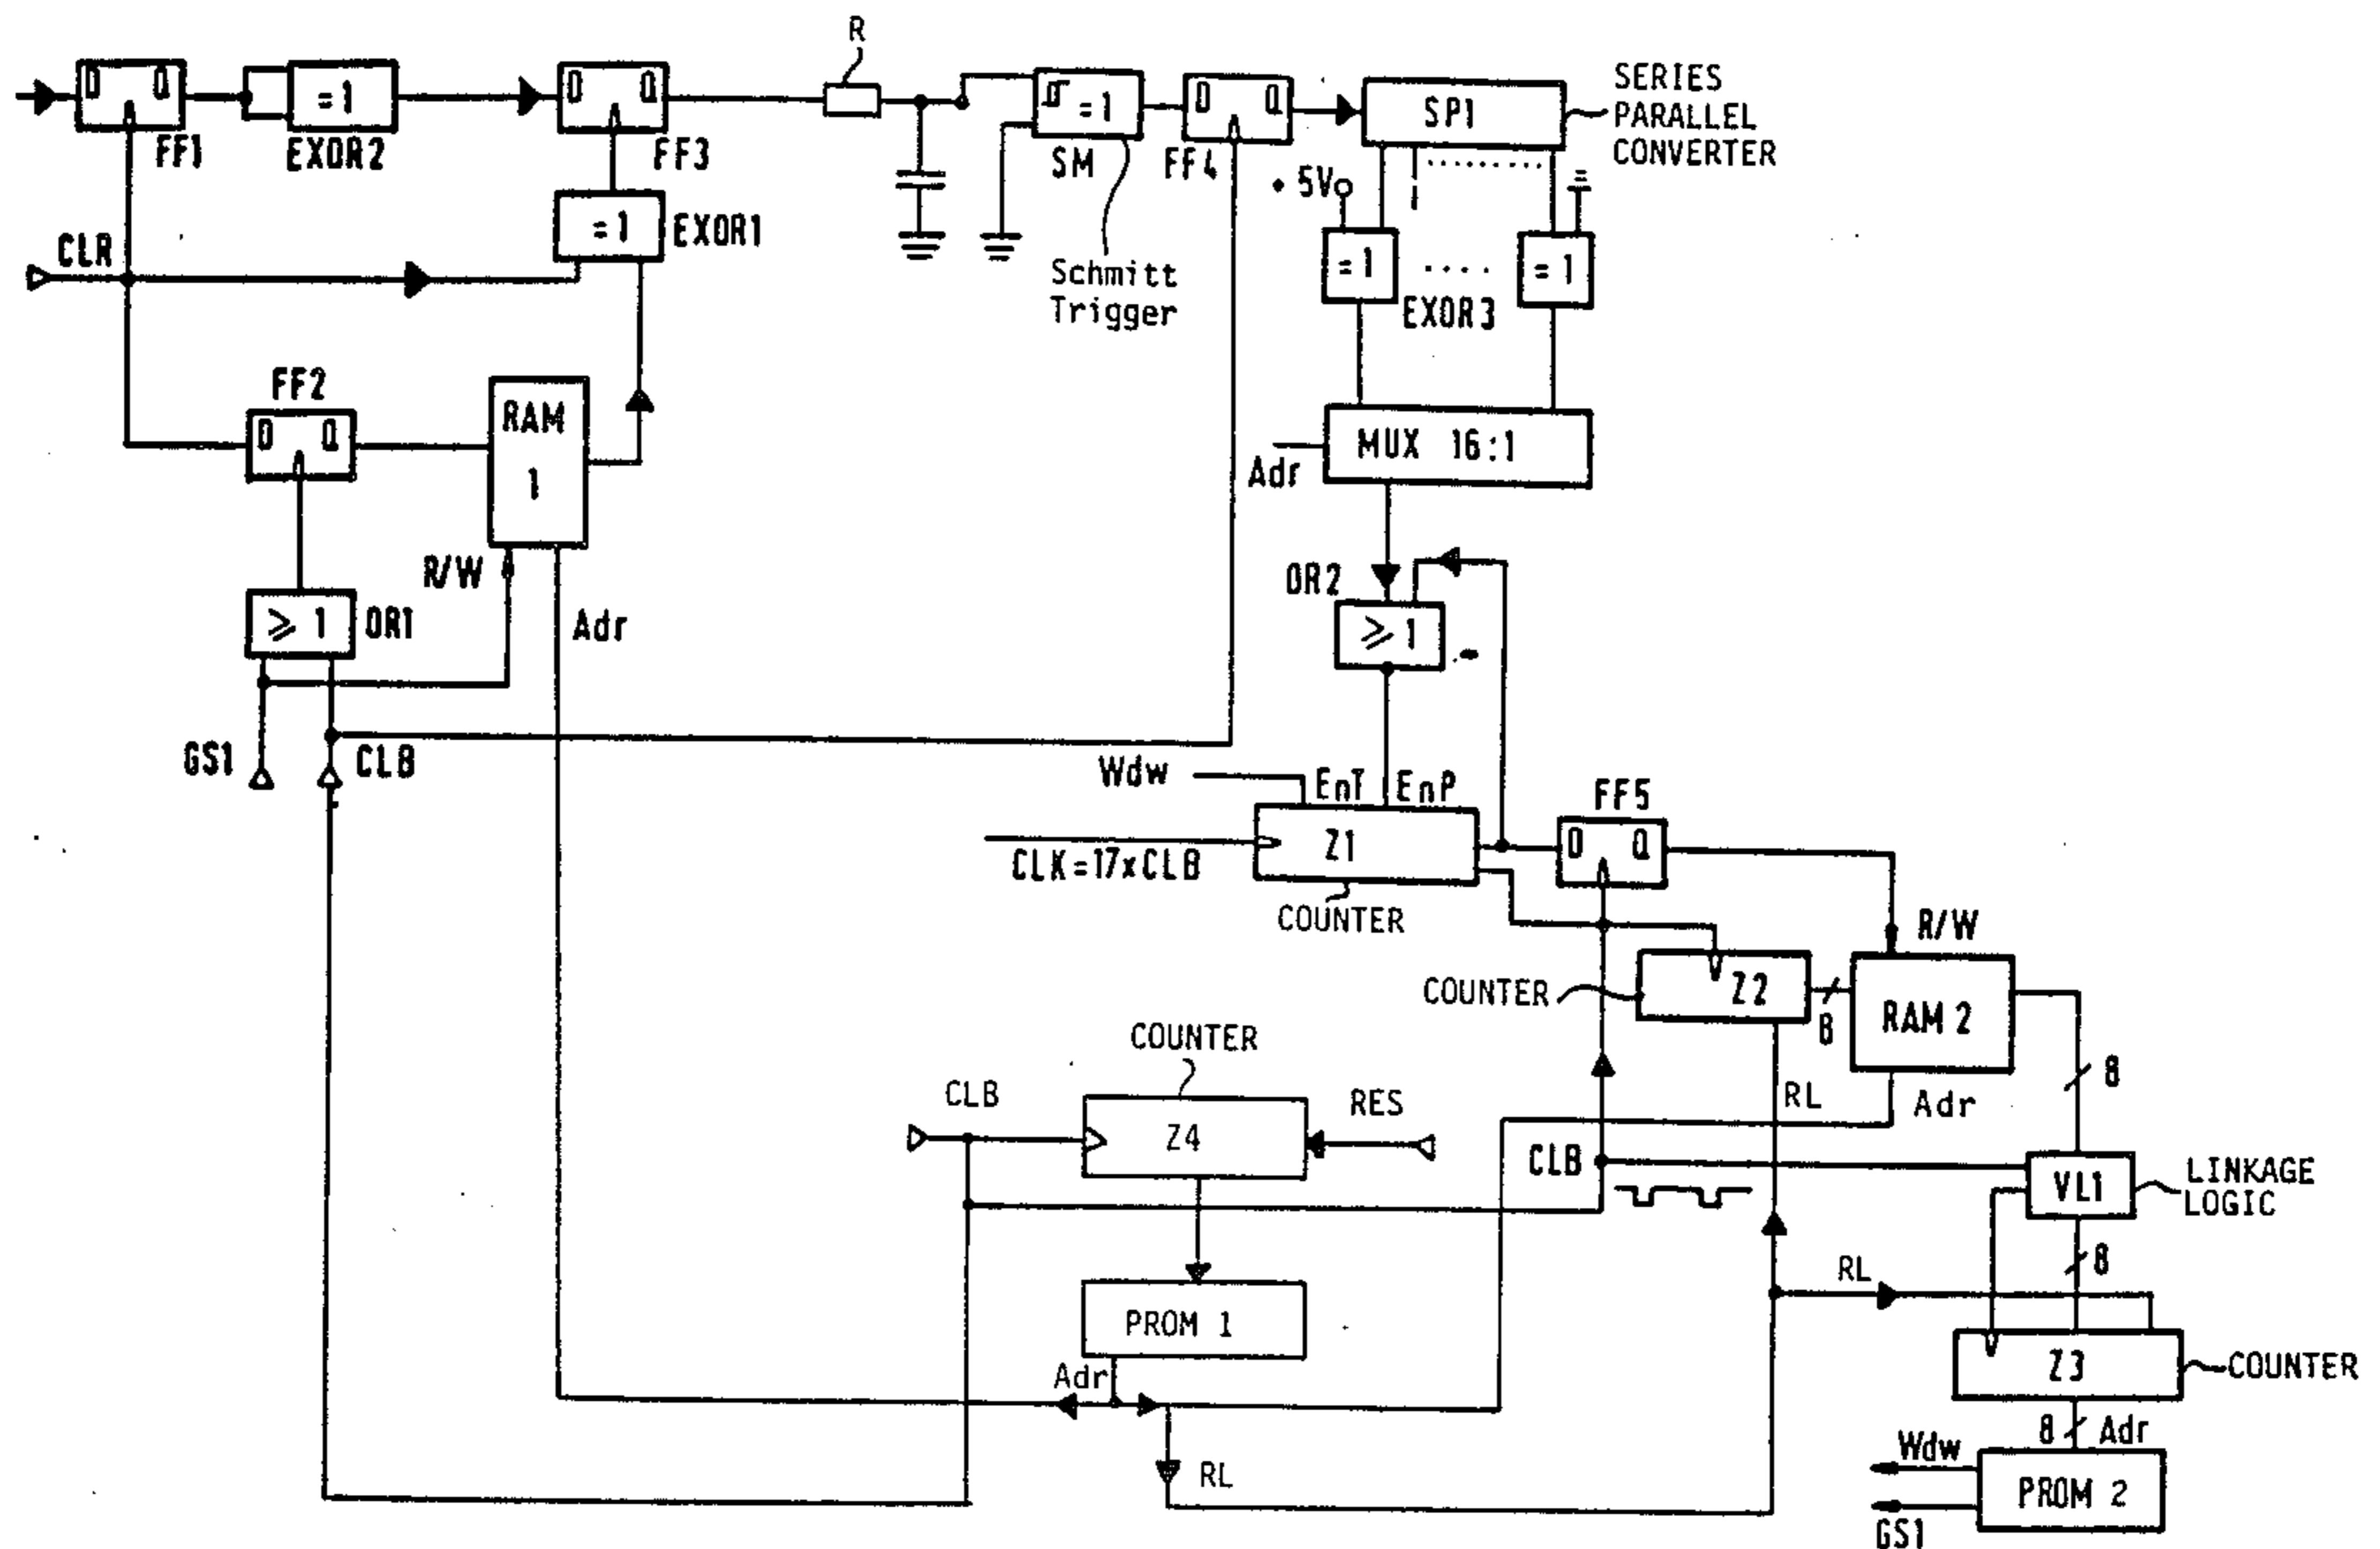 R
D Q
FF1
=1
EXOR2
D Q
FF3
=1
EXOR1
=1
SM
Schmitt
Trigger
D Q
FF4
SP1
SERIES
PARALLEL
CONVERTER
+5V
=1
....
=1
EXOR3
CLR
FF2
D Q
RAM
1
R/W
Adr
≥ 1
OR1
GS1
CLB
MUX 16:1
Adr
OR2
≥ 1
Wdw
EnT
EnP
Z1
CLK=17xCLB
COUNTER
FF5
D Q
R/W
COUNTER
Z2
8
RAM 2
8
RL
Adr
COUNTER
CLB
Z4
RES
CLB
VL1
LINKAGE
LOGIC
8
RL
PROM 1
Adr
Z3
COUNTER
RL
8
Adr
Wdw
PROM 2
GS1